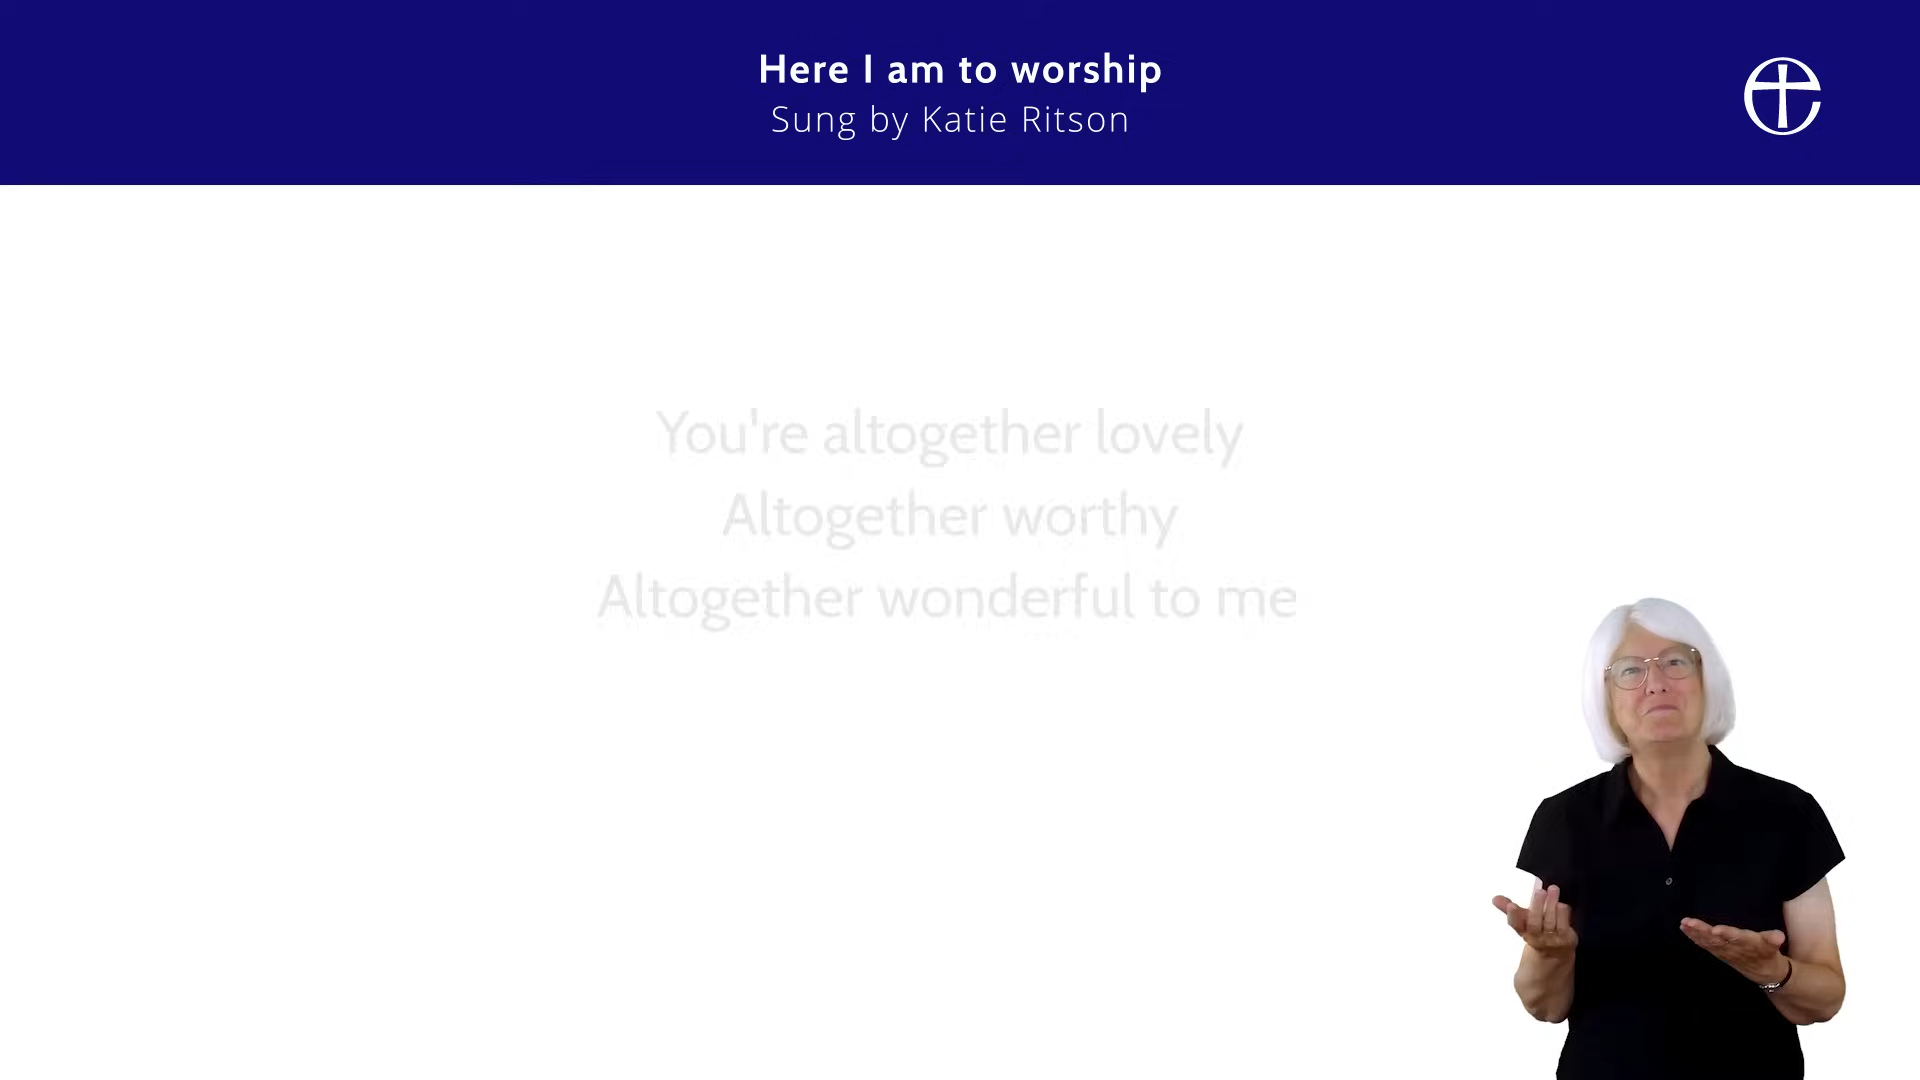 Here I am to worship
Sung by Katie Ritson
You're altogether lovely
Altogether worthy
Altogether wonderful to me